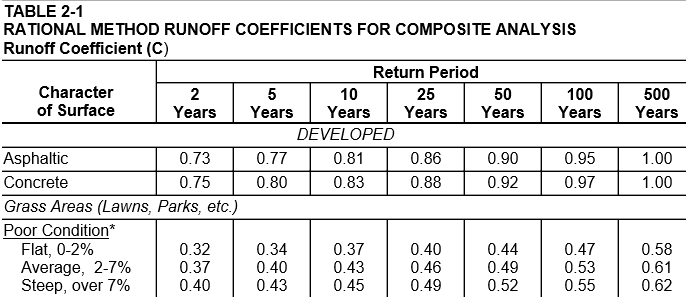 TABLE 2-1
RATIONAL METHOD RUNOFF COEFFICIENTS FOR COMPOSITE ANALYSIS
Runoff Coefficient (C)
Character of Surface Return Period
2 Years 5 Years 10 Years 25 Years 50 Years 100 Years 500 Years
DEVELOPED
Asphaltic 0.73 0.77 0.81 0.86 0.90 0.95 1.00
Concrete 0.75 0.80 0.83 0.88 0.92 0.97 1.00
Grass Areas (Lawns, Parks, etc.)
Poor Condition*
Flat, 0-2% 0.32 0.34 0.37 0.40 0.44 0.47 0.58
Average, 2-7% 0.37 0.40 0.43 0.46 0.49 0.53 0.61
Steep, over 7% 0.40 0.43 0.45 0.49 0.52 0.55 0.62